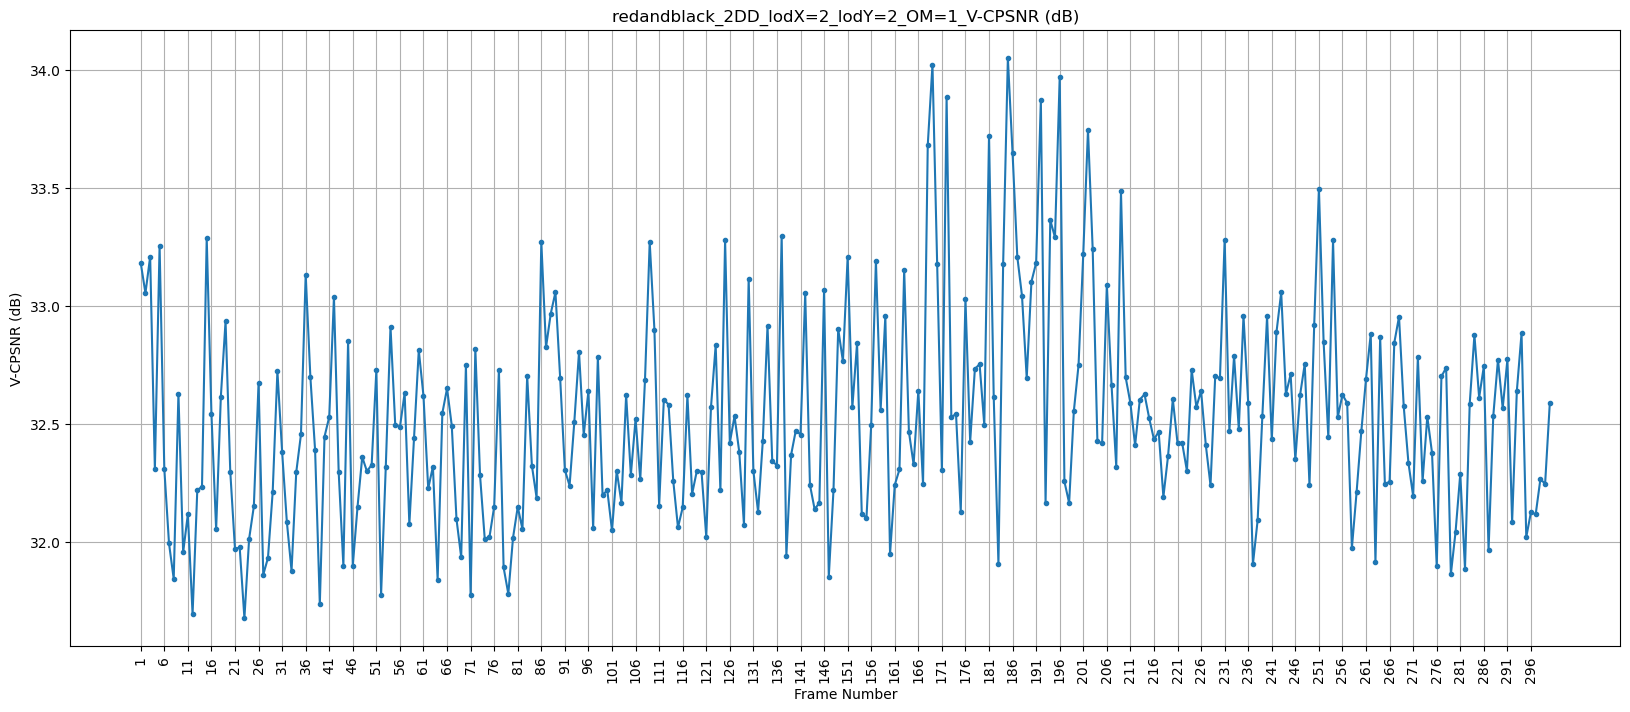 redandblack_2DD_lodX=2_lodY=2_OM=1_V-CPSNR (dB)
34.0
33.5
33.0
32.5
32.0
V-CPSNR (dB)
1 6 11 16 21 26 31 36 41 46 51 56 61 66 71 76 81 86 91 96 101 106 111 116 121 126 131 136 141 146 151 156 161 166 171 176 181 186 191 196 201 206 211 216 221 226 231 236 241 246 251 256 261 266 271 276 281 286 291 296
Frame Number